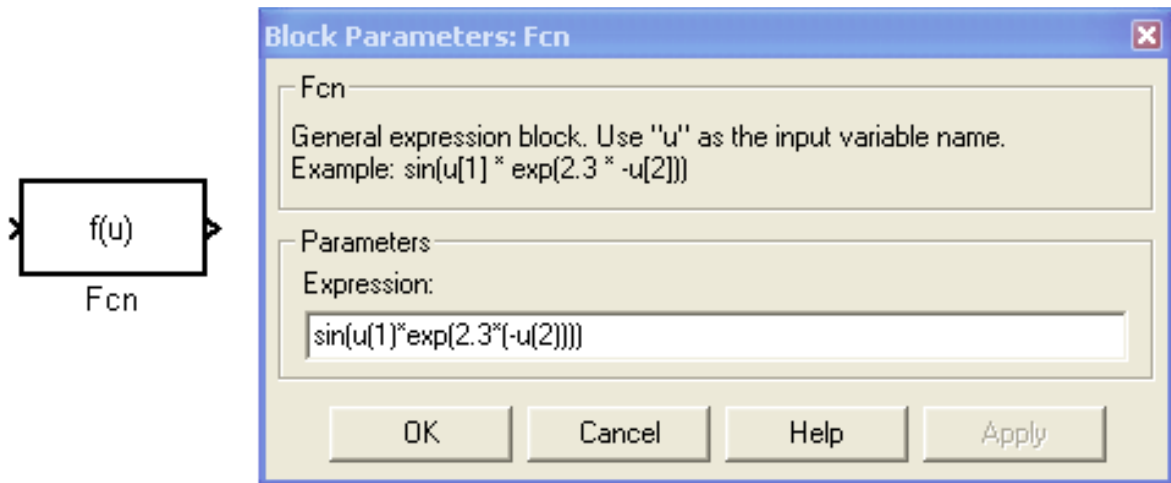 f(u)
Fcn
Block Parameters: Fcn
Fcn
General expression block. Use "u" as the input variable name.
Example: sin(u[1] * exp(2.3 * -u[2]))
Parameters
Expression:
sin(u(1)*exp(2.3*(-u(2))))
OK
Cancel
Help
Apply